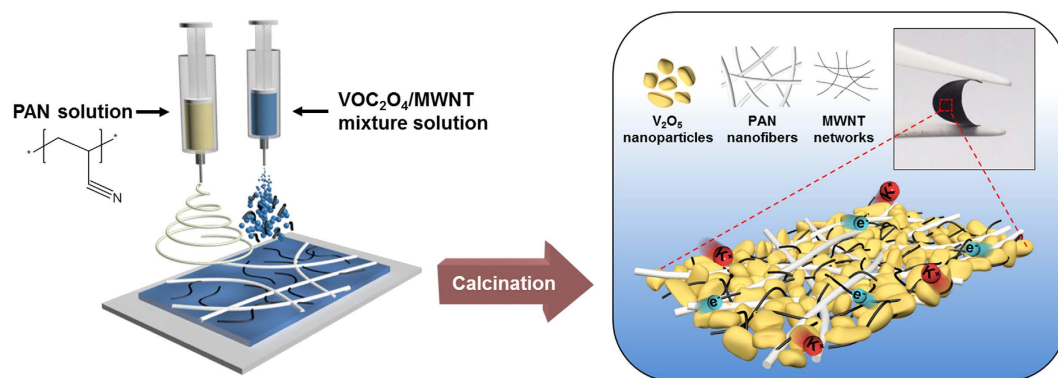 PAN solution
VOC₂O₄/MWNT
mixture solution
*
*
N
Calcination
V₂O₅
nanoparticles
PAN
nanofibers
MWNT
networks
K⁺
e⁻
K⁺
e⁻
K⁺
e⁻
e⁻
K⁺